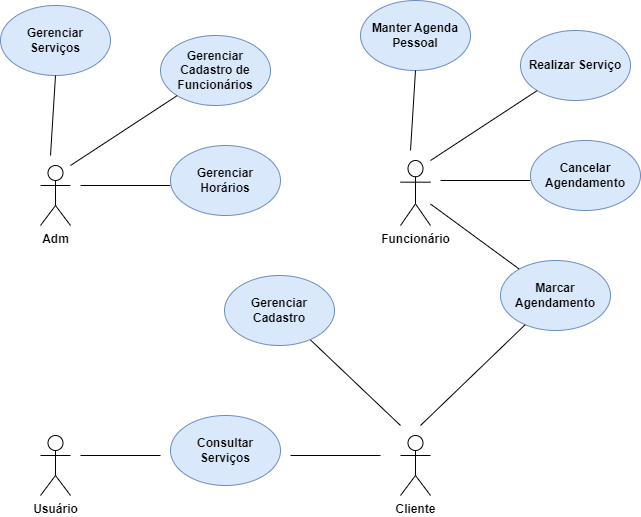 Gerenciar
Serviços
Gerenciar
Cadastro de
Funcionários
Gerenciar
Horários
Adm
Manter Agenda
Pessoal
Realizar Serviço
Cancelar
Agendamento
Funcionário
Marcar
Agendamento
Gerenciar
Cadastro
Consultar
Serviços
Usuário
Cliente